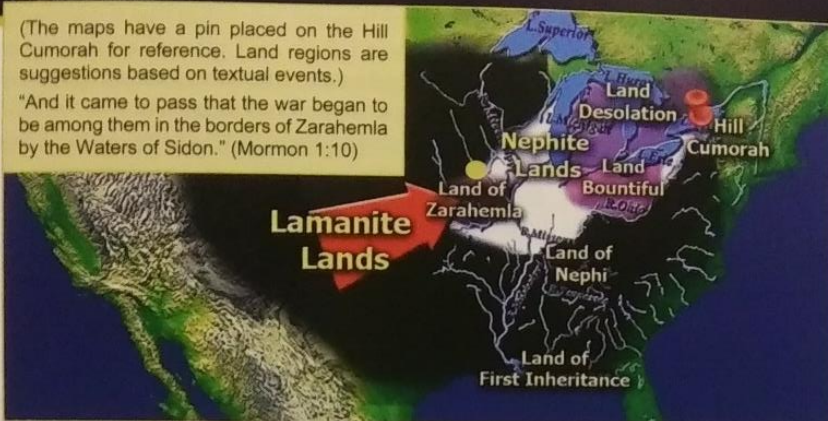 (The maps have a pin placed on the Hill
Cumorah for reference. Land regions are
suggestions based on textual events.)
"And it came to pass that the war began to
be among them in the borders of Zarahemla
by the Waters of Sidon." (Mormon 1:10)
L.Superior
L.Huron
Land
Desolation
Hill
Cumorah
L.Michigan
Nephite
Lands
L. Erie
Land
Bountiful
Land of
Zarahemla
R.Ohio
Lamanite
Lands
Land of
Nephi
Land of
First Inheritance